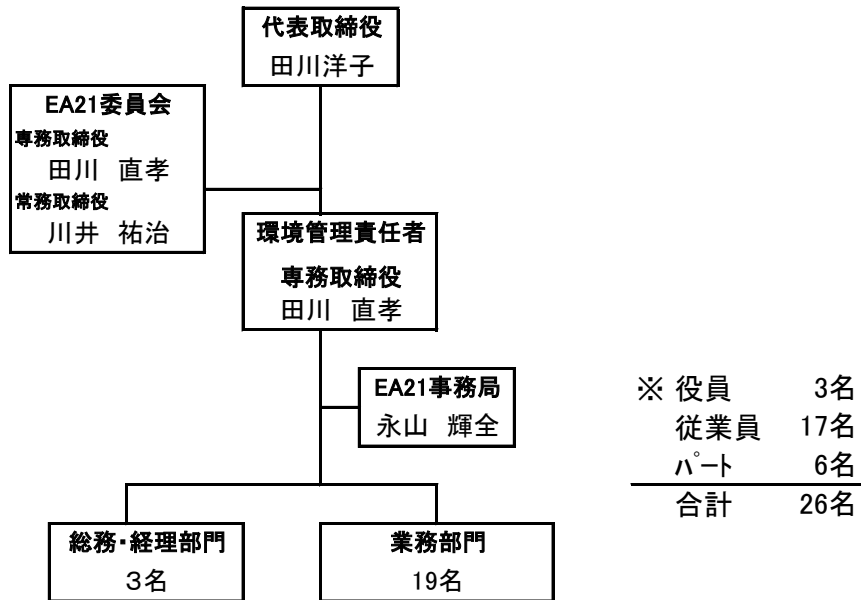 代表取締役
田川洋子
EA21委員会
専務取締役
田川　直孝
常務取締役
川井　祐治
環境管理責任者
専務取締役
田川　直孝
EA21事務局
永山　輝全
※ 役員　3名
従業員　17名
ﾊﾟｰﾄ　6名
合計　26名
総務・経理部門
３名
業務部門
19名